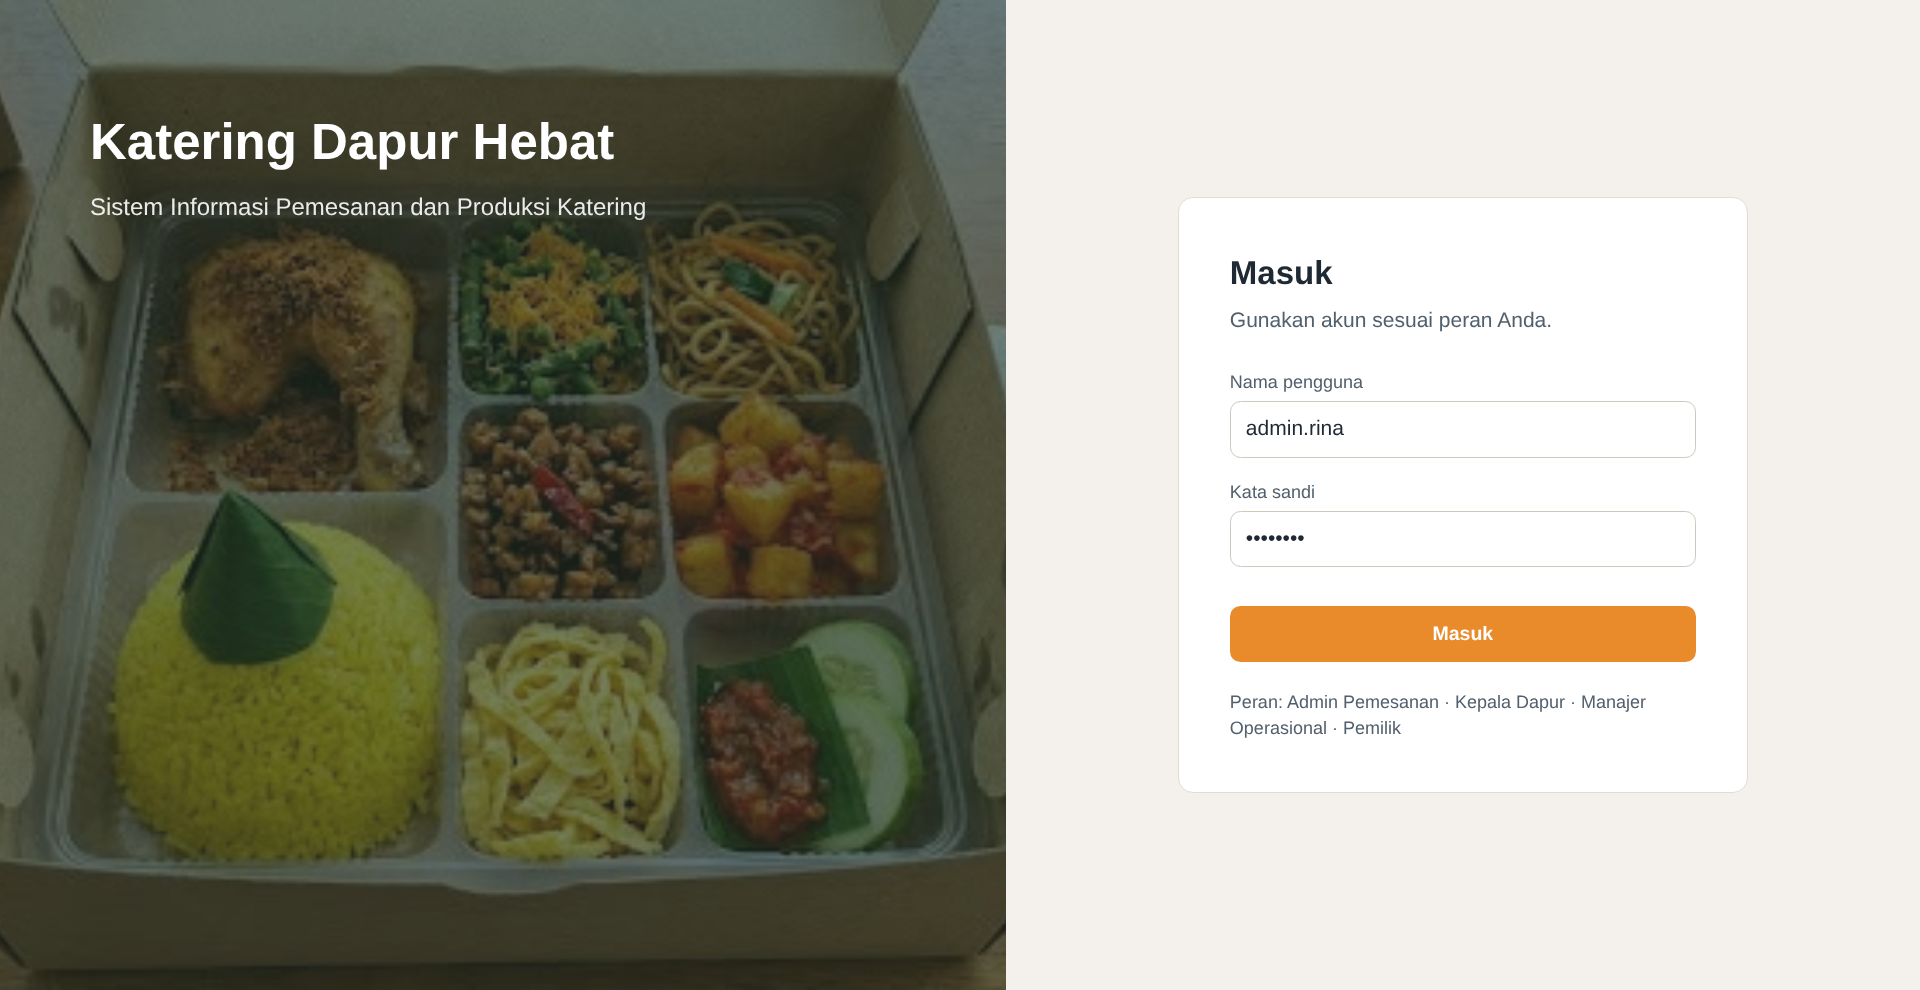 Katering Dapur Hebat
Sistem Informasi Pemesanan dan Produksi Katering
Masuk
Gunakan akun sesuai peran Anda.
Nama pengguna
admin.rina
Kata sandi
••••••••
Masuk
Peran: Admin Pemesanan · Kepala Dapur · Manajer
Operasional · Pemilik